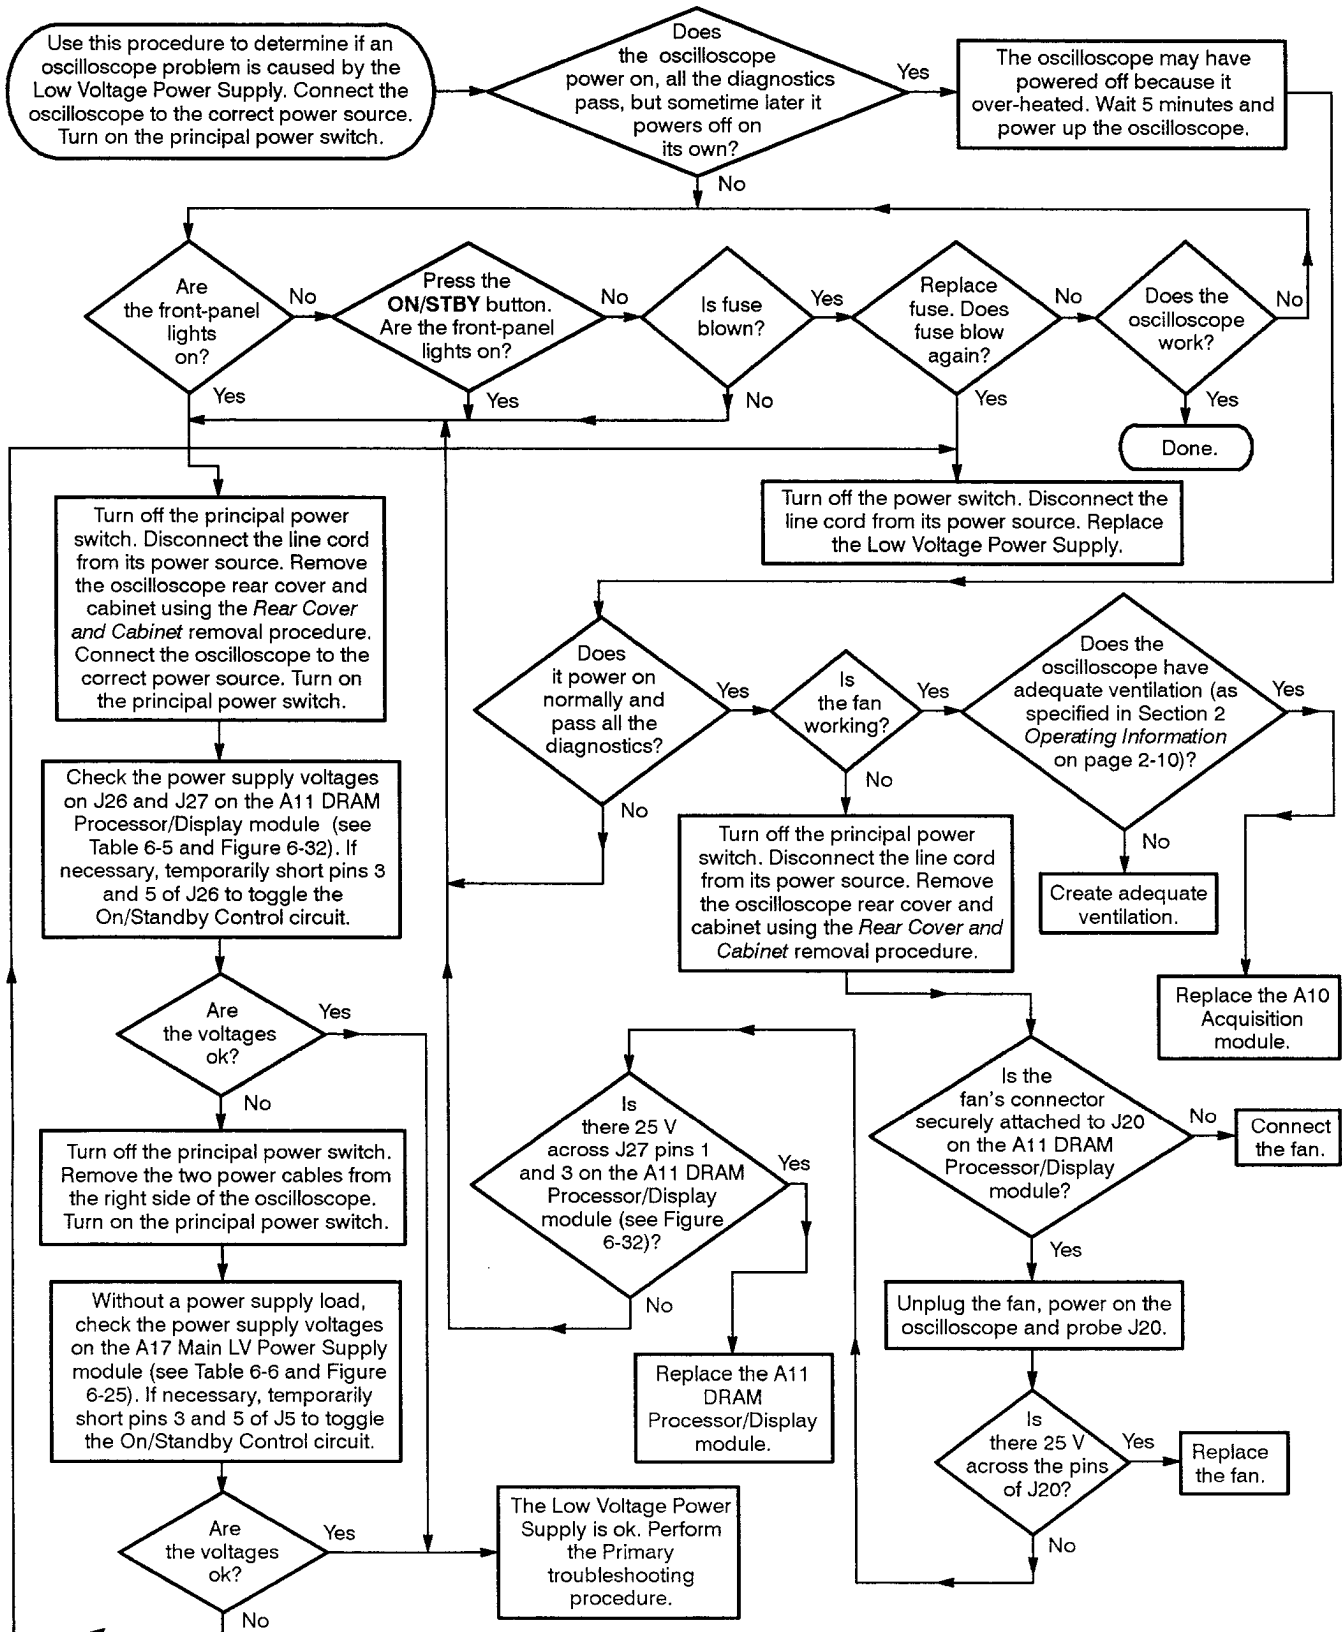 Use this procedure to determine if an
oscilloscope problem is caused by the
Low Voltage Power Supply. Connect the
oscilloscope to the correct power source.
Turn on the principal power switch.
Does
the oscilloscope
power on, all the diagnostics
pass, but sometime later it
powers off on
its own?
Yes
The oscilloscope may have
powered off because it
over-heated. Wait 5 minutes and
power up the oscilloscope.
No
Are
the front-panel
lights
on?
No
Press the
ON/STBY button.
Are the front-panel
lights on?
No
Is fuse
blown?
Yes
Replace
fuse. Does
fuse blow
again?
No
Does the
oscilloscope
work?
No
Yes
Yes
No
Yes
Yes
Done.
Turn off the power switch. Disconnect the
line cord from its power source. Replace
the Low Voltage Power Supply.
Turn off the principal power
switch. Disconnect the line cord
from its power source. Remove
the oscilloscope rear cover and
cabinet using the Rear Cover
and Cabinet removal procedure.
Connect the oscilloscope to the
correct power source. Turn on
the principal power switch.
Does
it power on
normally and
pass all the
diagnostics?
Yes
Is
the fan
working?
Yes
Does the
oscilloscope have
adequate ventilation (as
specified in Section 2
Operating Information
on page 2-10)?
Yes
No
No
No
Check the power supply voltages
on J26 and J27 on the A11 DRAM
Processor/Display module (see
Table 6-5 and Figure 6-32). If
necessary, temporarily short pins 3
and 5 of J26 to toggle the
On/Standby Control circuit.
Turn off the principal power
switch. Disconnect the line cord
from its power source. Remove
the oscilloscope rear cover and
cabinet using the Rear Cover and
Cabinet removal procedure.
Create adequate
ventilation.
Replace the A10
Acquisition
module.
Are
the voltages
ok?
Yes
No
Is
there 25 V
across J27 pins 1
and 3 on the A11 DRAM
Processor/Display
module (see Figure
6-32)?
Yes
No
Is the
fan's connector
securely attached to J20
on the A11 DRAM
Processor/Display
module?
No
Connect
the fan.
Yes
Turn off the principal power switch.
Remove the two power cables from
the right side of the oscilloscope.
Turn on the principal power switch.
Unplug the fan, power on the
oscilloscope and probe J20.
Without a power supply load,
check the power supply voltages
on the A17 Main LV Power Supply
module (see Table 6-6 and Figure
6-25). If necessary, temporarily
short pins 3 and 5 of J5 to toggle
the On/Standby Control circuit.
Replace the A11
DRAM
Processor/Display
module.
Is
there 25 V
across the pins
of J20?
Yes
Replace
the fan.
No
Are
the voltages
ok?
Yes
The Low Voltage Power
Supply is ok. Perform
the Primary
troubleshooting
procedure.
No